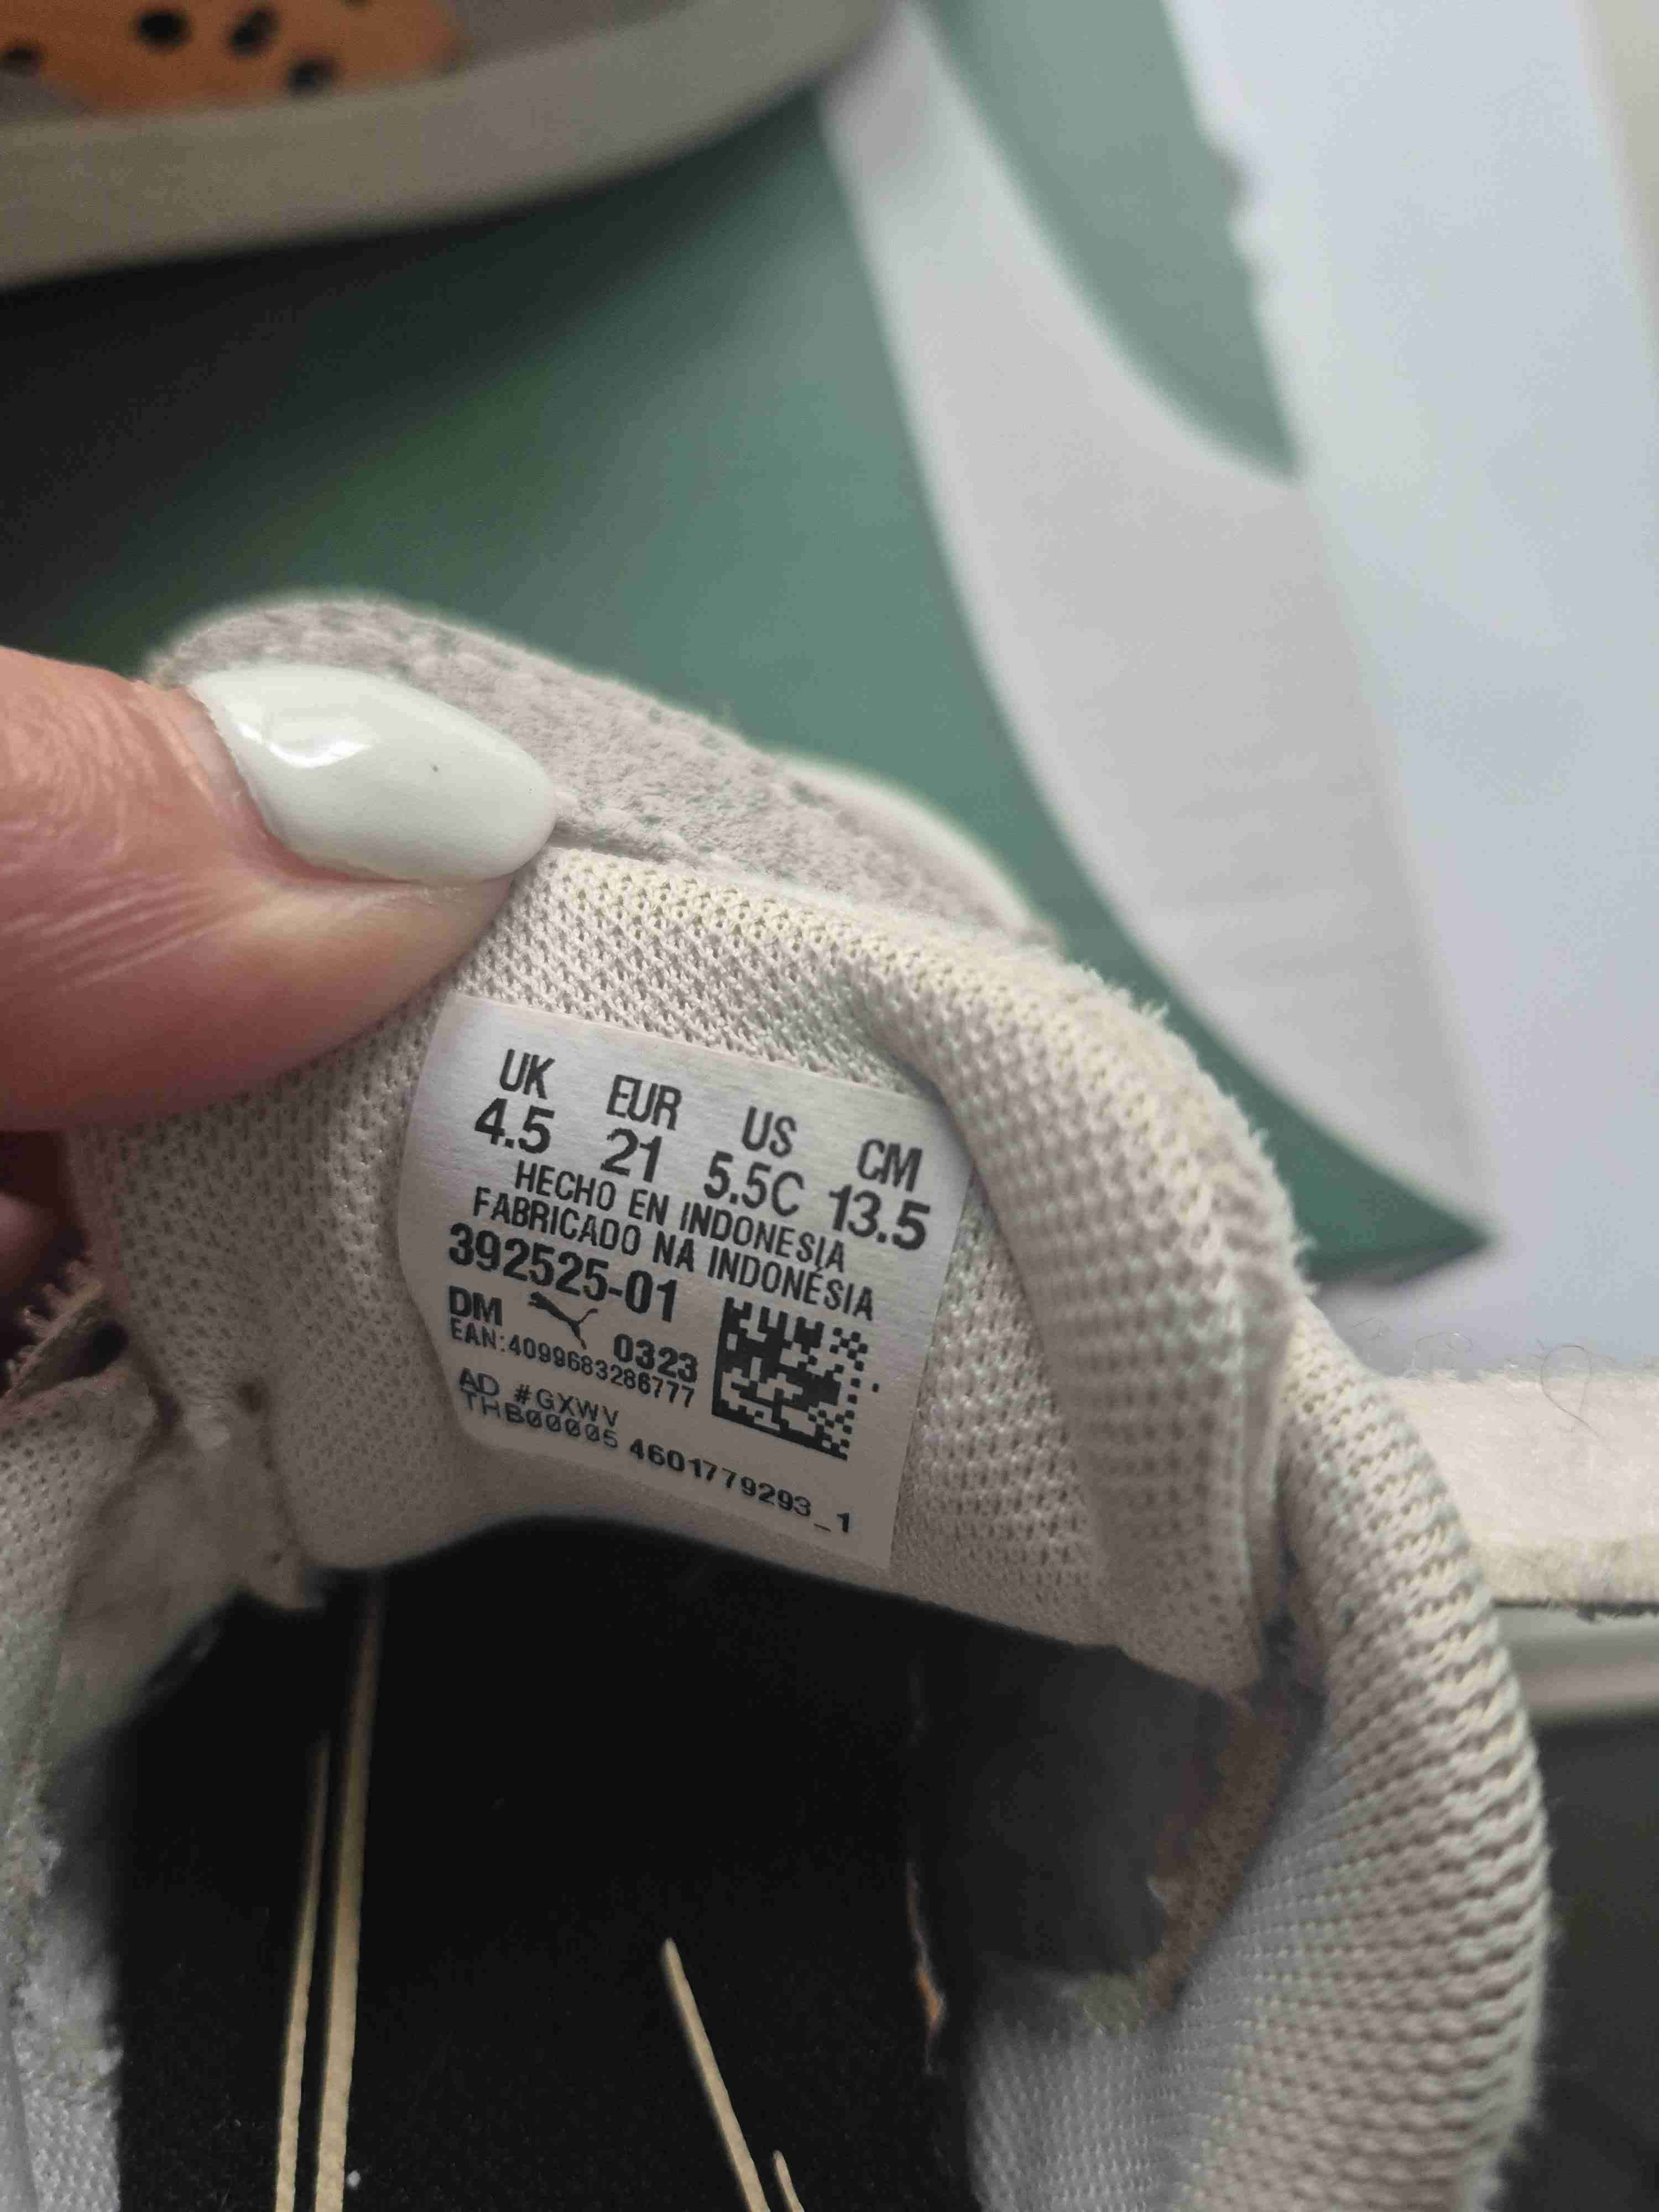 UK EUR US CM
4.5 21 5.5C 13.5
HECHO EN INDONESIA
FABRICADO NA INDONÉSIA
392525-01
DM 0323
EAN:4099683286777
AD #GXWV
THB00005 4601779293_1